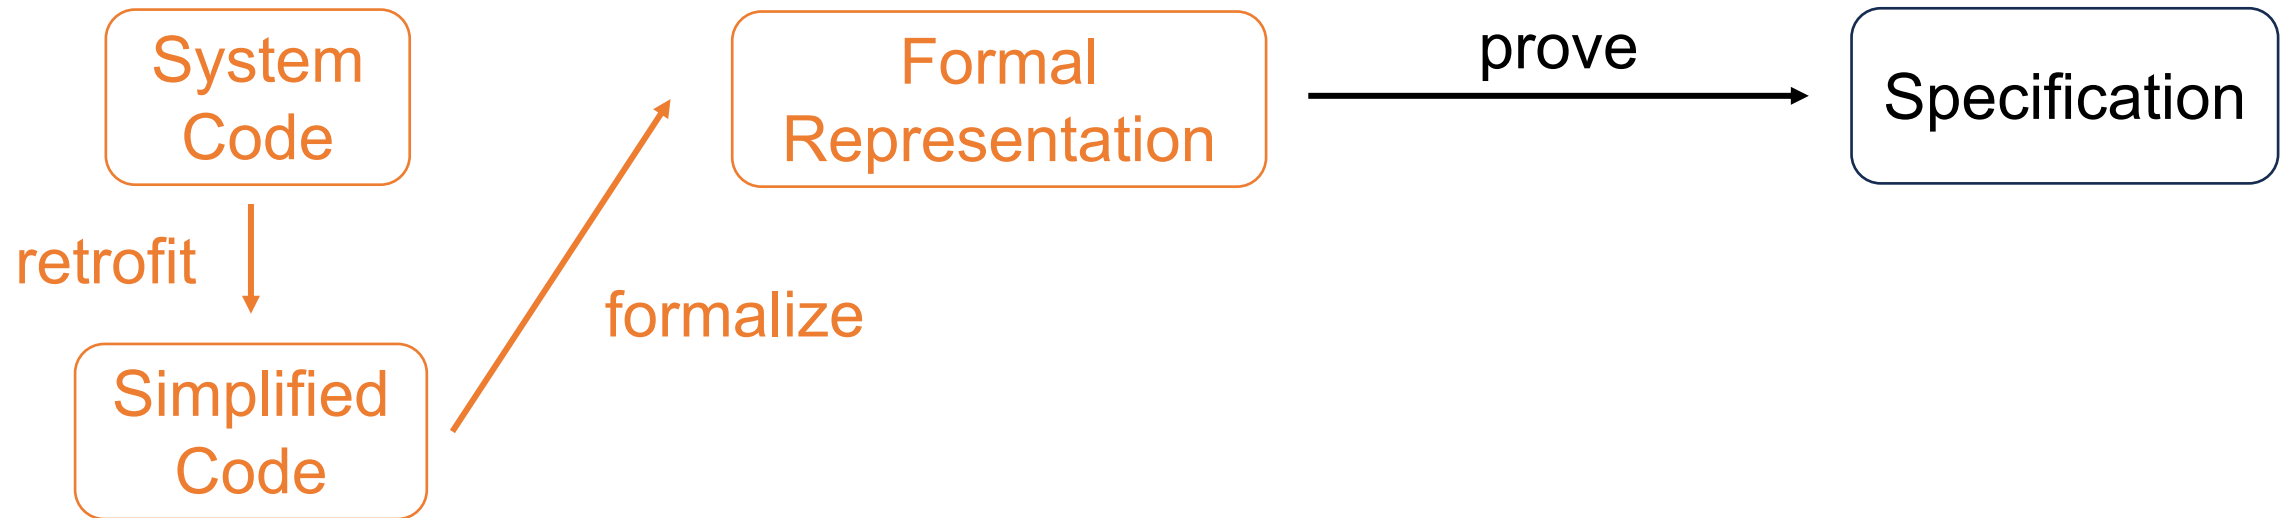 System
Code
retrofit
Simplified
Code
formalize
Formal
Representation
prove
Specification